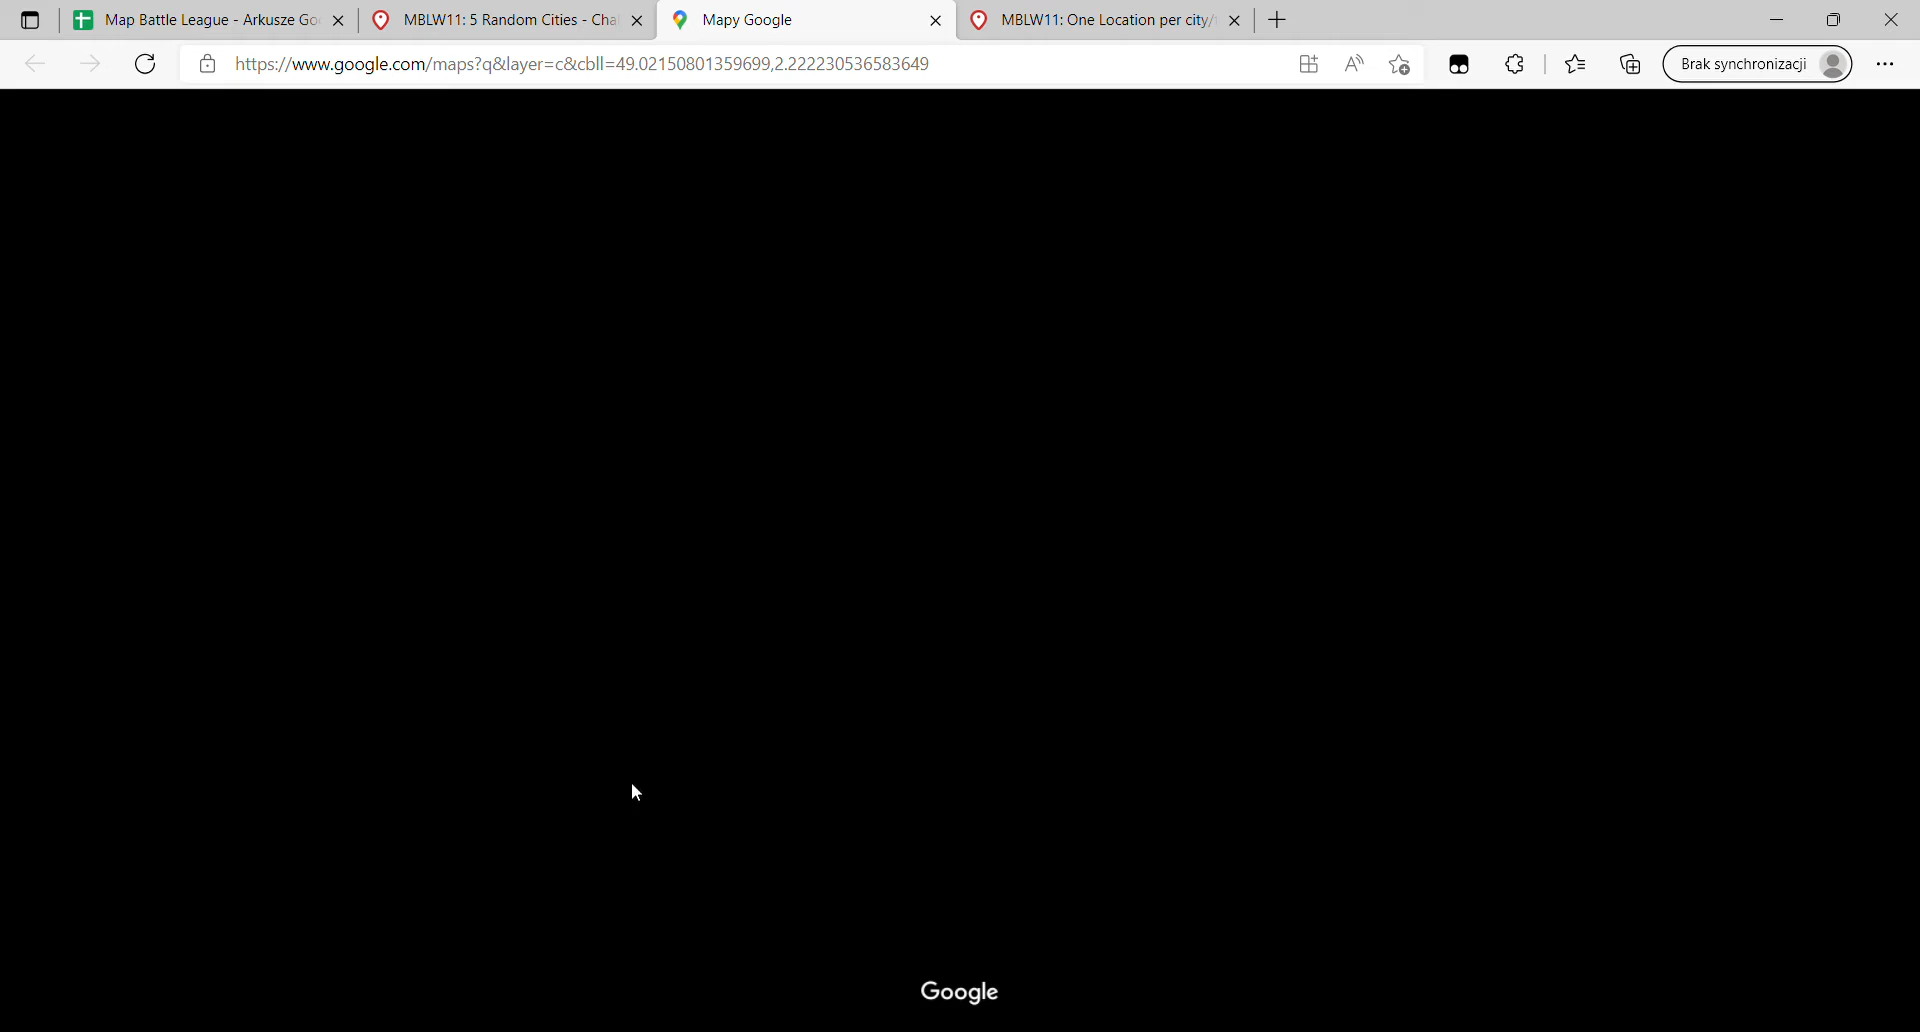 Map Battle League - Arkusze Go
MBLW11: 5 Random Cities - Cha
Mapy Google
MBLW11: One Location per city/
https://www.google.com/maps?q&layer=c&cbll=49.02150801359699,2.222230536583649
Brak synchronizacji
Google